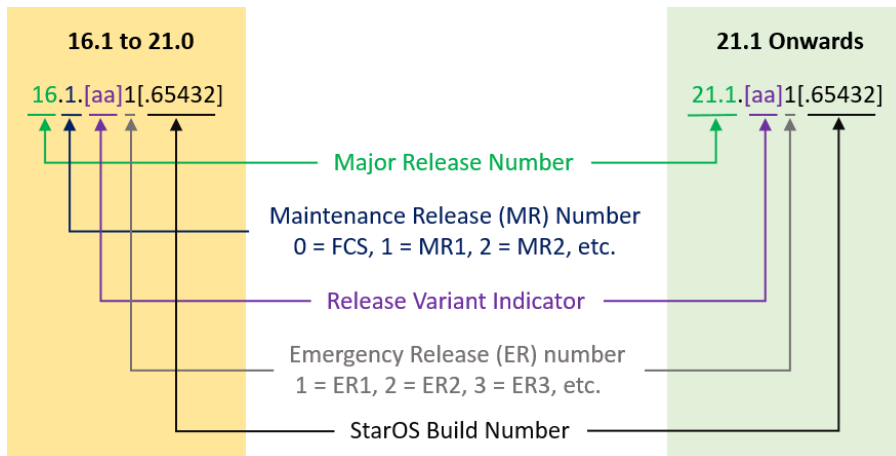 16.1 to 21.0
21.1 Onwards
16.1.[aa]1[.65432]
21.1.[aa]1[.65432]
Major Release Number
Maintenance Release (MR) Number
0 = FCS, 1 = MR1, 2 = MR2, etc.
Release Variant Indicator
Emergency Release (ER) number
1 = ER1, 2 = ER2, 3 = ER3, etc.
StarOS Build Number